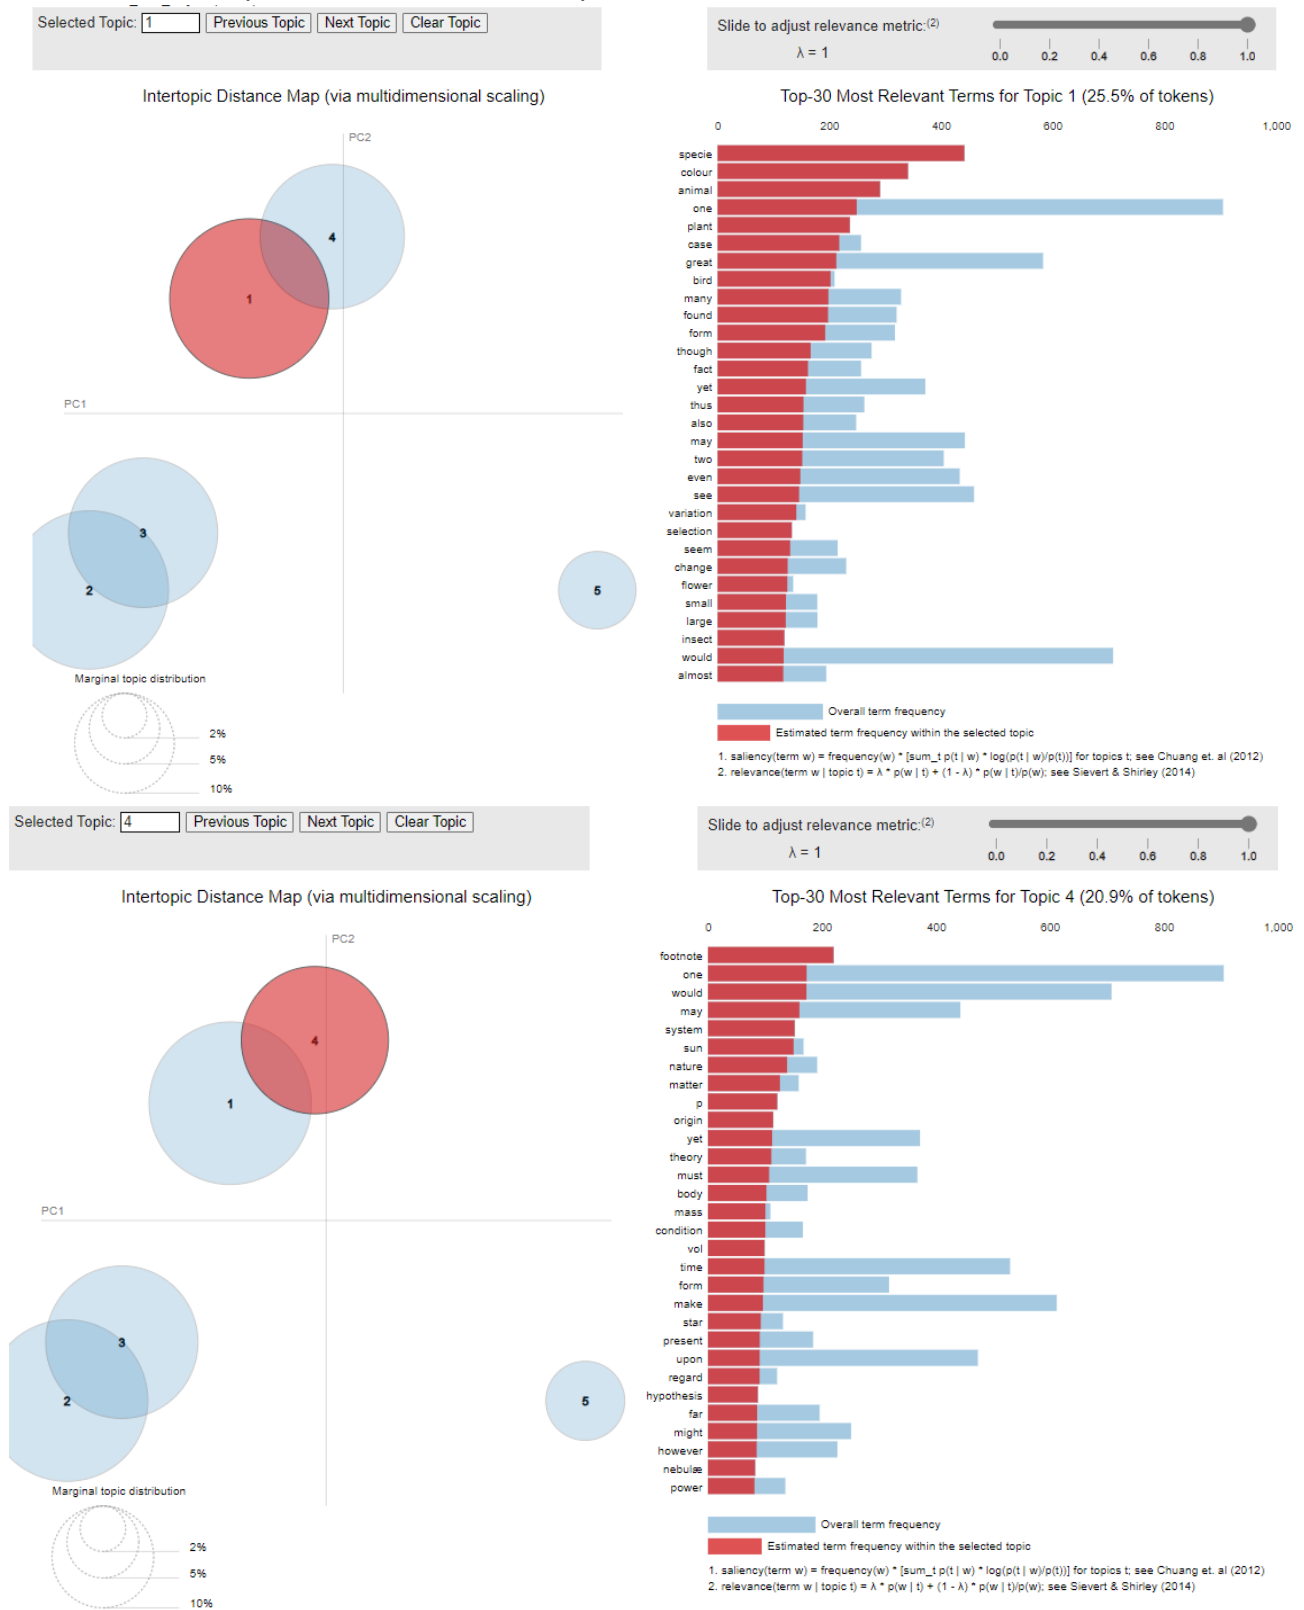 Selected Topic: 1 Previous Topic Next Topic Clear Topic
Slide to adjust relevance metric:(2)
λ = 1
0.0 0.2 0.4 0.6 0.8 1.0
Intertopic Distance Map (via multidimensional scaling)
PC2
4
1
PC1
3
2
5
Marginal topic distribution
2%
5%
10%
Top-30 Most Relevant Terms for Topic 1 (25.5% of tokens)
0 200 400 600 800 1,000
specie
colour
animal
one
plant
case
great
bird
many
found
form
though
fact
yet
thus
also
may
two
even
see
variation
selection
seem
change
flower
small
large
insect
would
almost
Overall term frequency
Estimated term frequency within the selected topic
1. saliency(term w) = frequency(w) * [sum_t p(t | w) * log(p(t | w)/p(t))] for topics t; see Chuang et. al (2012)
2. relevance(term w | topic t) = λ * p(w | t) + (1 - λ) * p(w | t)/p(w); see Sievert & Shirley (2014)
Selected Topic: 4 Previous Topic Next Topic Clear Topic
Slide to adjust relevance metric:(2)
λ = 1
0.0 0.2 0.4 0.6 0.8 1.0
Intertopic Distance Map (via multidimensional scaling)
PC2
4
1
PC1
3
2
5
Marginal topic distribution
2%
5%
10%
Top-30 Most Relevant Terms for Topic 4 (20.9% of tokens)
0 200 400 600 800 1,000
footnote
one
would
may
system
sun
nature
matter
p
origin
yet
theory
must
body
mass
condition
vol
time
form
make
star
present
upon
regard
hypothesis
far
might
however
nebulæ
power
Overall term frequency
Estimated term frequency within the selected topic
1. saliency(term w) = frequency(w) * [sum_t p(t | w) * log(p(t | w)/p(t))] for topics t; see Chuang et. al (2012)
2. relevance(term w | topic t) = λ * p(w | t) + (1 - λ) * p(w | t)/p(w); see Sievert & Shirley (2014)